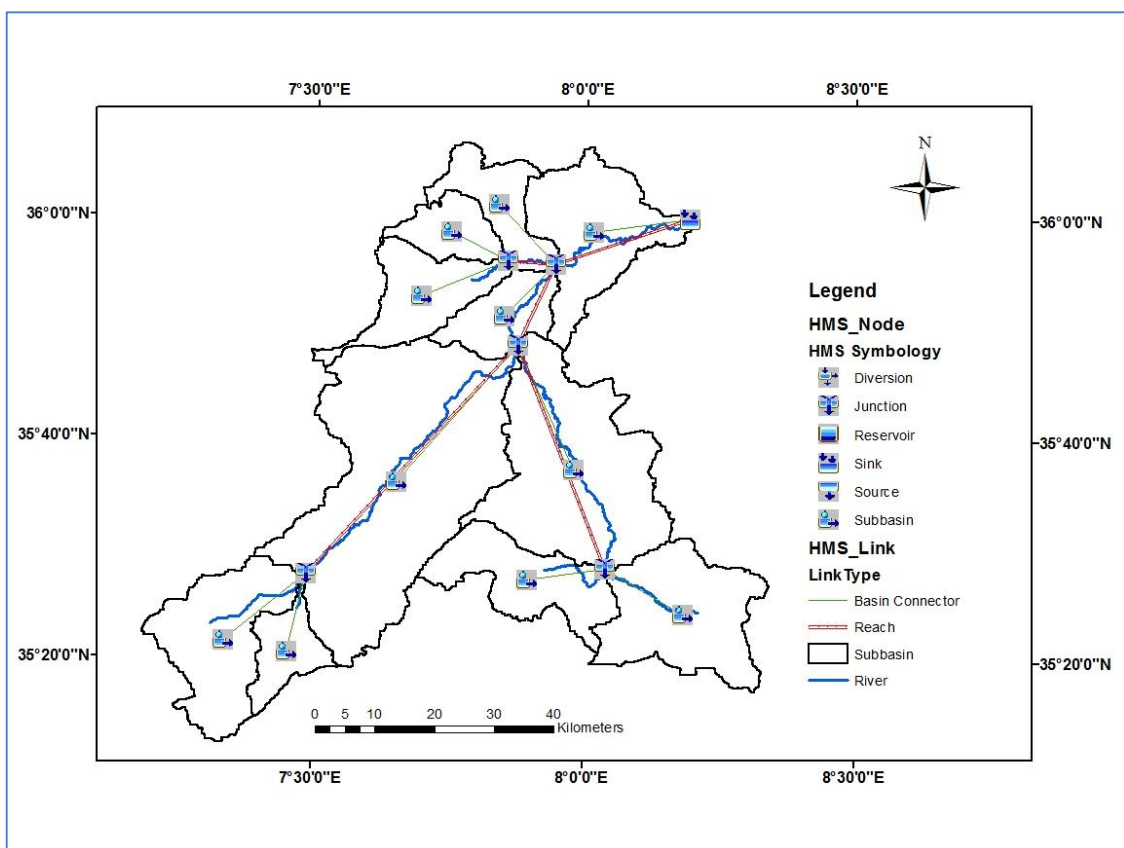 7°30'0"E 8°0'0"E 8°30'0"E
N
36°0'0"N 36°0'0"N
Legend
HMS_Node
HMS Symbology
Diversion
Junction
Reservoir
Sink
Source
Subbasin
HMS_Link
LinkType
Basin Connector
Reach
Subbasin
River
35°40'0"N 35°40'0"N
35°20'0"N 35°20'0"N
0 5 10 20 30 40
Kilometers
7°30'0"E 8°0'0"E 8°30'0"E